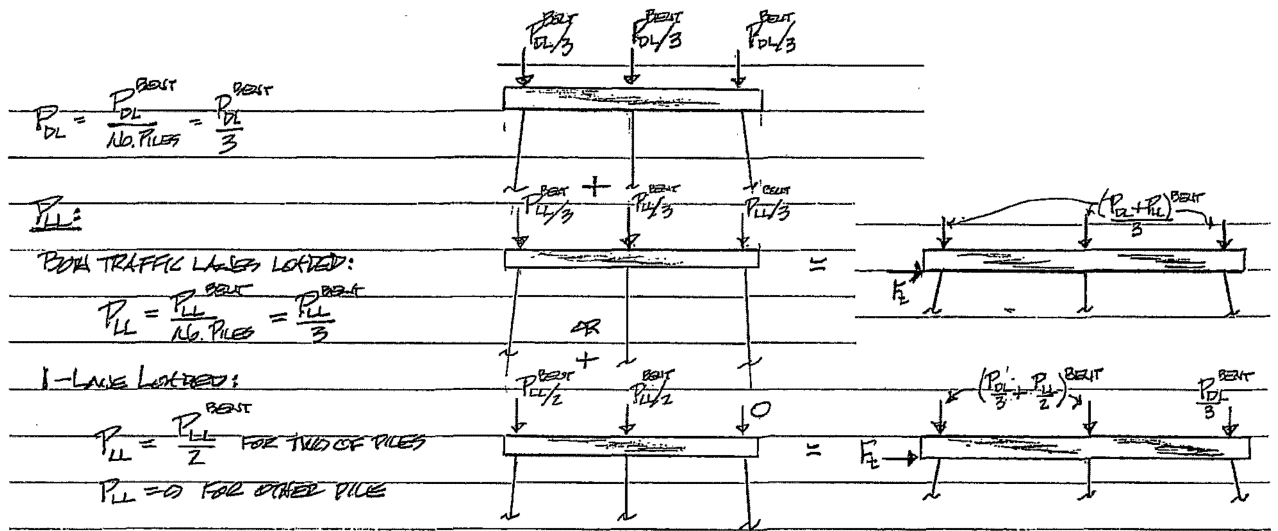 P_DL^BENT/3 P_DL^BENT/3 P_DL^BENT/3
P_DL = P_DL^BENT / NO. PILES = P_DL^BENT / 3
+
P_LL:
P_LL^BENT/3 P_LL^BENT/3 P_LL^BENT/3
(P_DL + P_LL)^BENT / 3
BOTH TRAFFIC LANES LOADED:
=
F_t
P_LL = P_LL^BENT / NO. PILES = P_LL^BENT / 3
OR
+
1-LANE LOADED:
P_LL^BENT/2 P_LL^BENT/2 0
(P_DL/3 + P_LL/2)^BENT P_DL^BENT/3
P_LL = P_LL^BENT / 2 FOR TWO OF PILES
=
F_t
P_LL = 0 FOR OTHER PILE